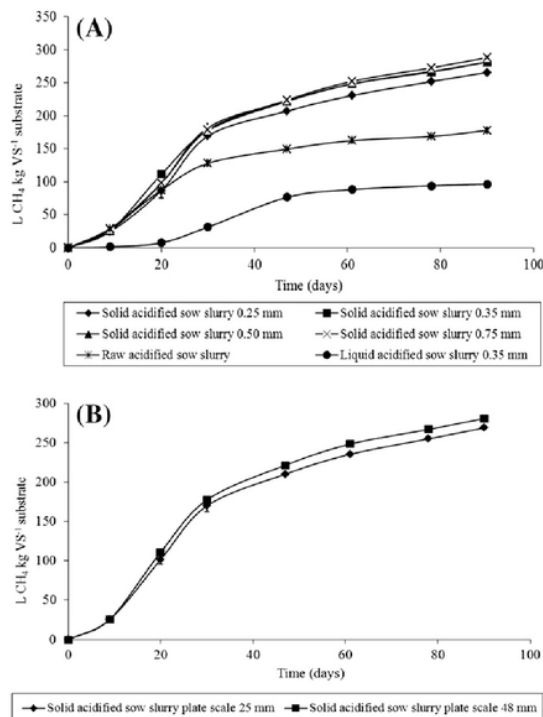 (A)
350
300
250
200
150
100
50
0
L CH₄ kg VS⁻¹ substrate
0 20 40 60 80 100
Time (days)
Solid acidified sow slurry 0.25 mm Solid acidified sow slurry 0.35 mm
Solid acidified sow slurry 0.50 mm Solid acidified sow slurry 0.75 mm
Raw acidified sow slurry Liquid acidified sow slurry 0.35 mm
(B)
300
250
200
150
100
50
0
L CH₄ kg VS⁻¹ substrate
0 20 40 60 80 100
Time (days)
Solid acidified sow slurry plate scale 25 mm Solid acidified sow slurry plate scale 48 mm